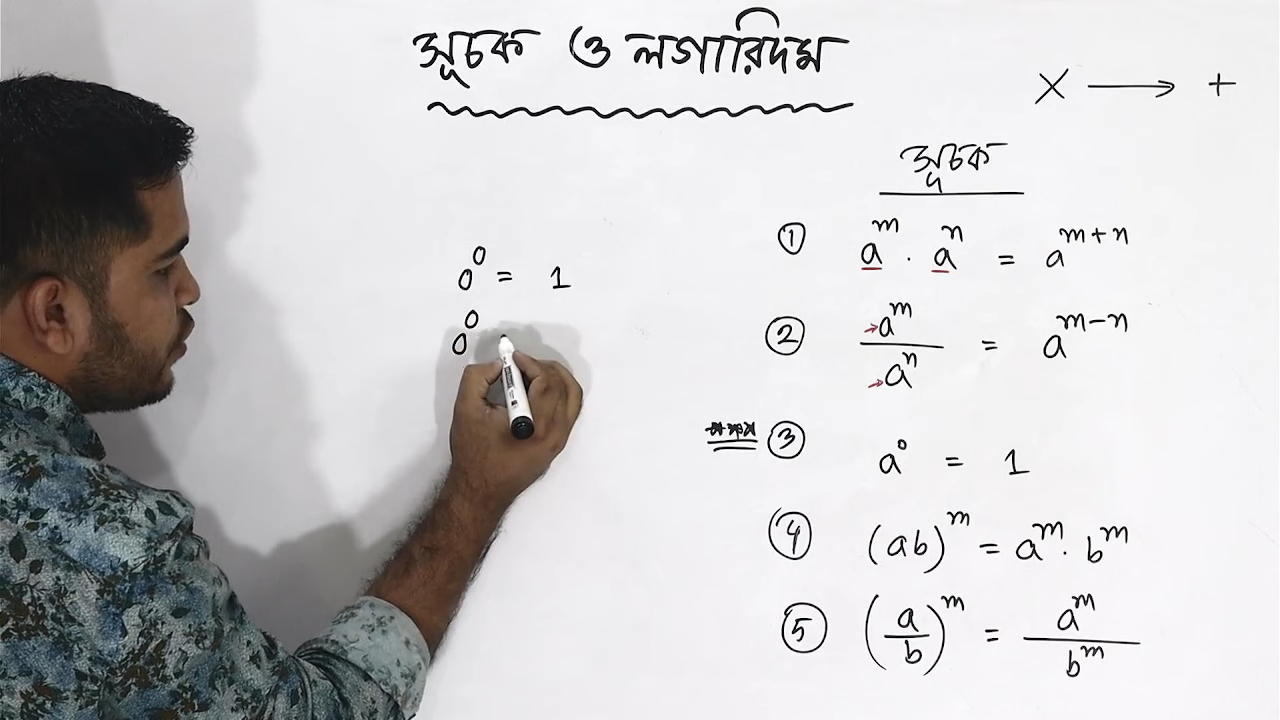 সূচক ও লগারিদম
X ⟶ +
সূচক
① aᵐ · aⁿ = aᵐ⁺ⁿ
② aᵐ / aⁿ = aᵐ⁻ⁿ
*** ③ a⁰ = 1
④ (ab)ᵐ = aᵐ · bᵐ
⑤ (a/b)ᵐ = aᵐ / bᵐ
0⁰ = 1
0⁰